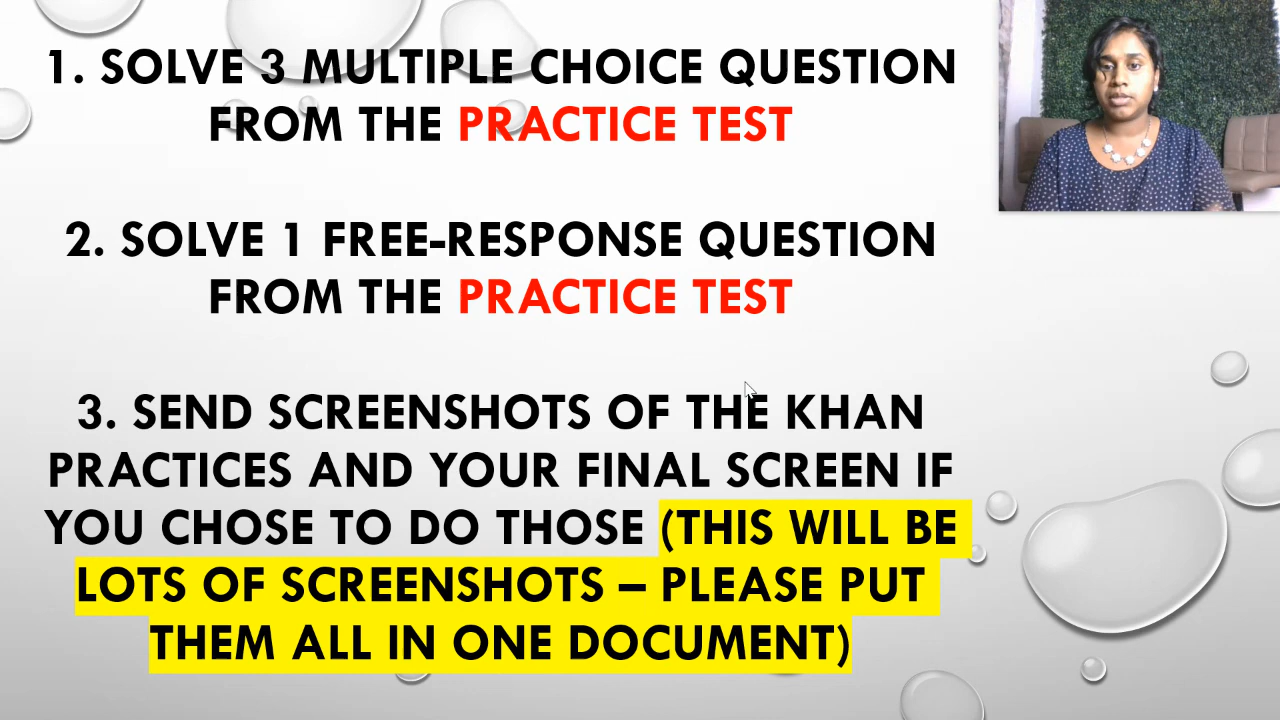 1. SOLVE 3 MULTIPLE CHOICE QUESTION
FROM THE PRACTICE TEST
2. SOLVE 1 FREE-RESPONSE QUESTION
FROM THE PRACTICE TEST
3. SEND SCREENSHOTS OF THE KHAN
PRACTICES AND YOUR FINAL SCREEN IF
YOU CHOSE TO DO THOSE (THIS WILL BE
LOTS OF SCREENSHOTS – PLEASE PUT
THEM ALL IN ONE DOCUMENT)